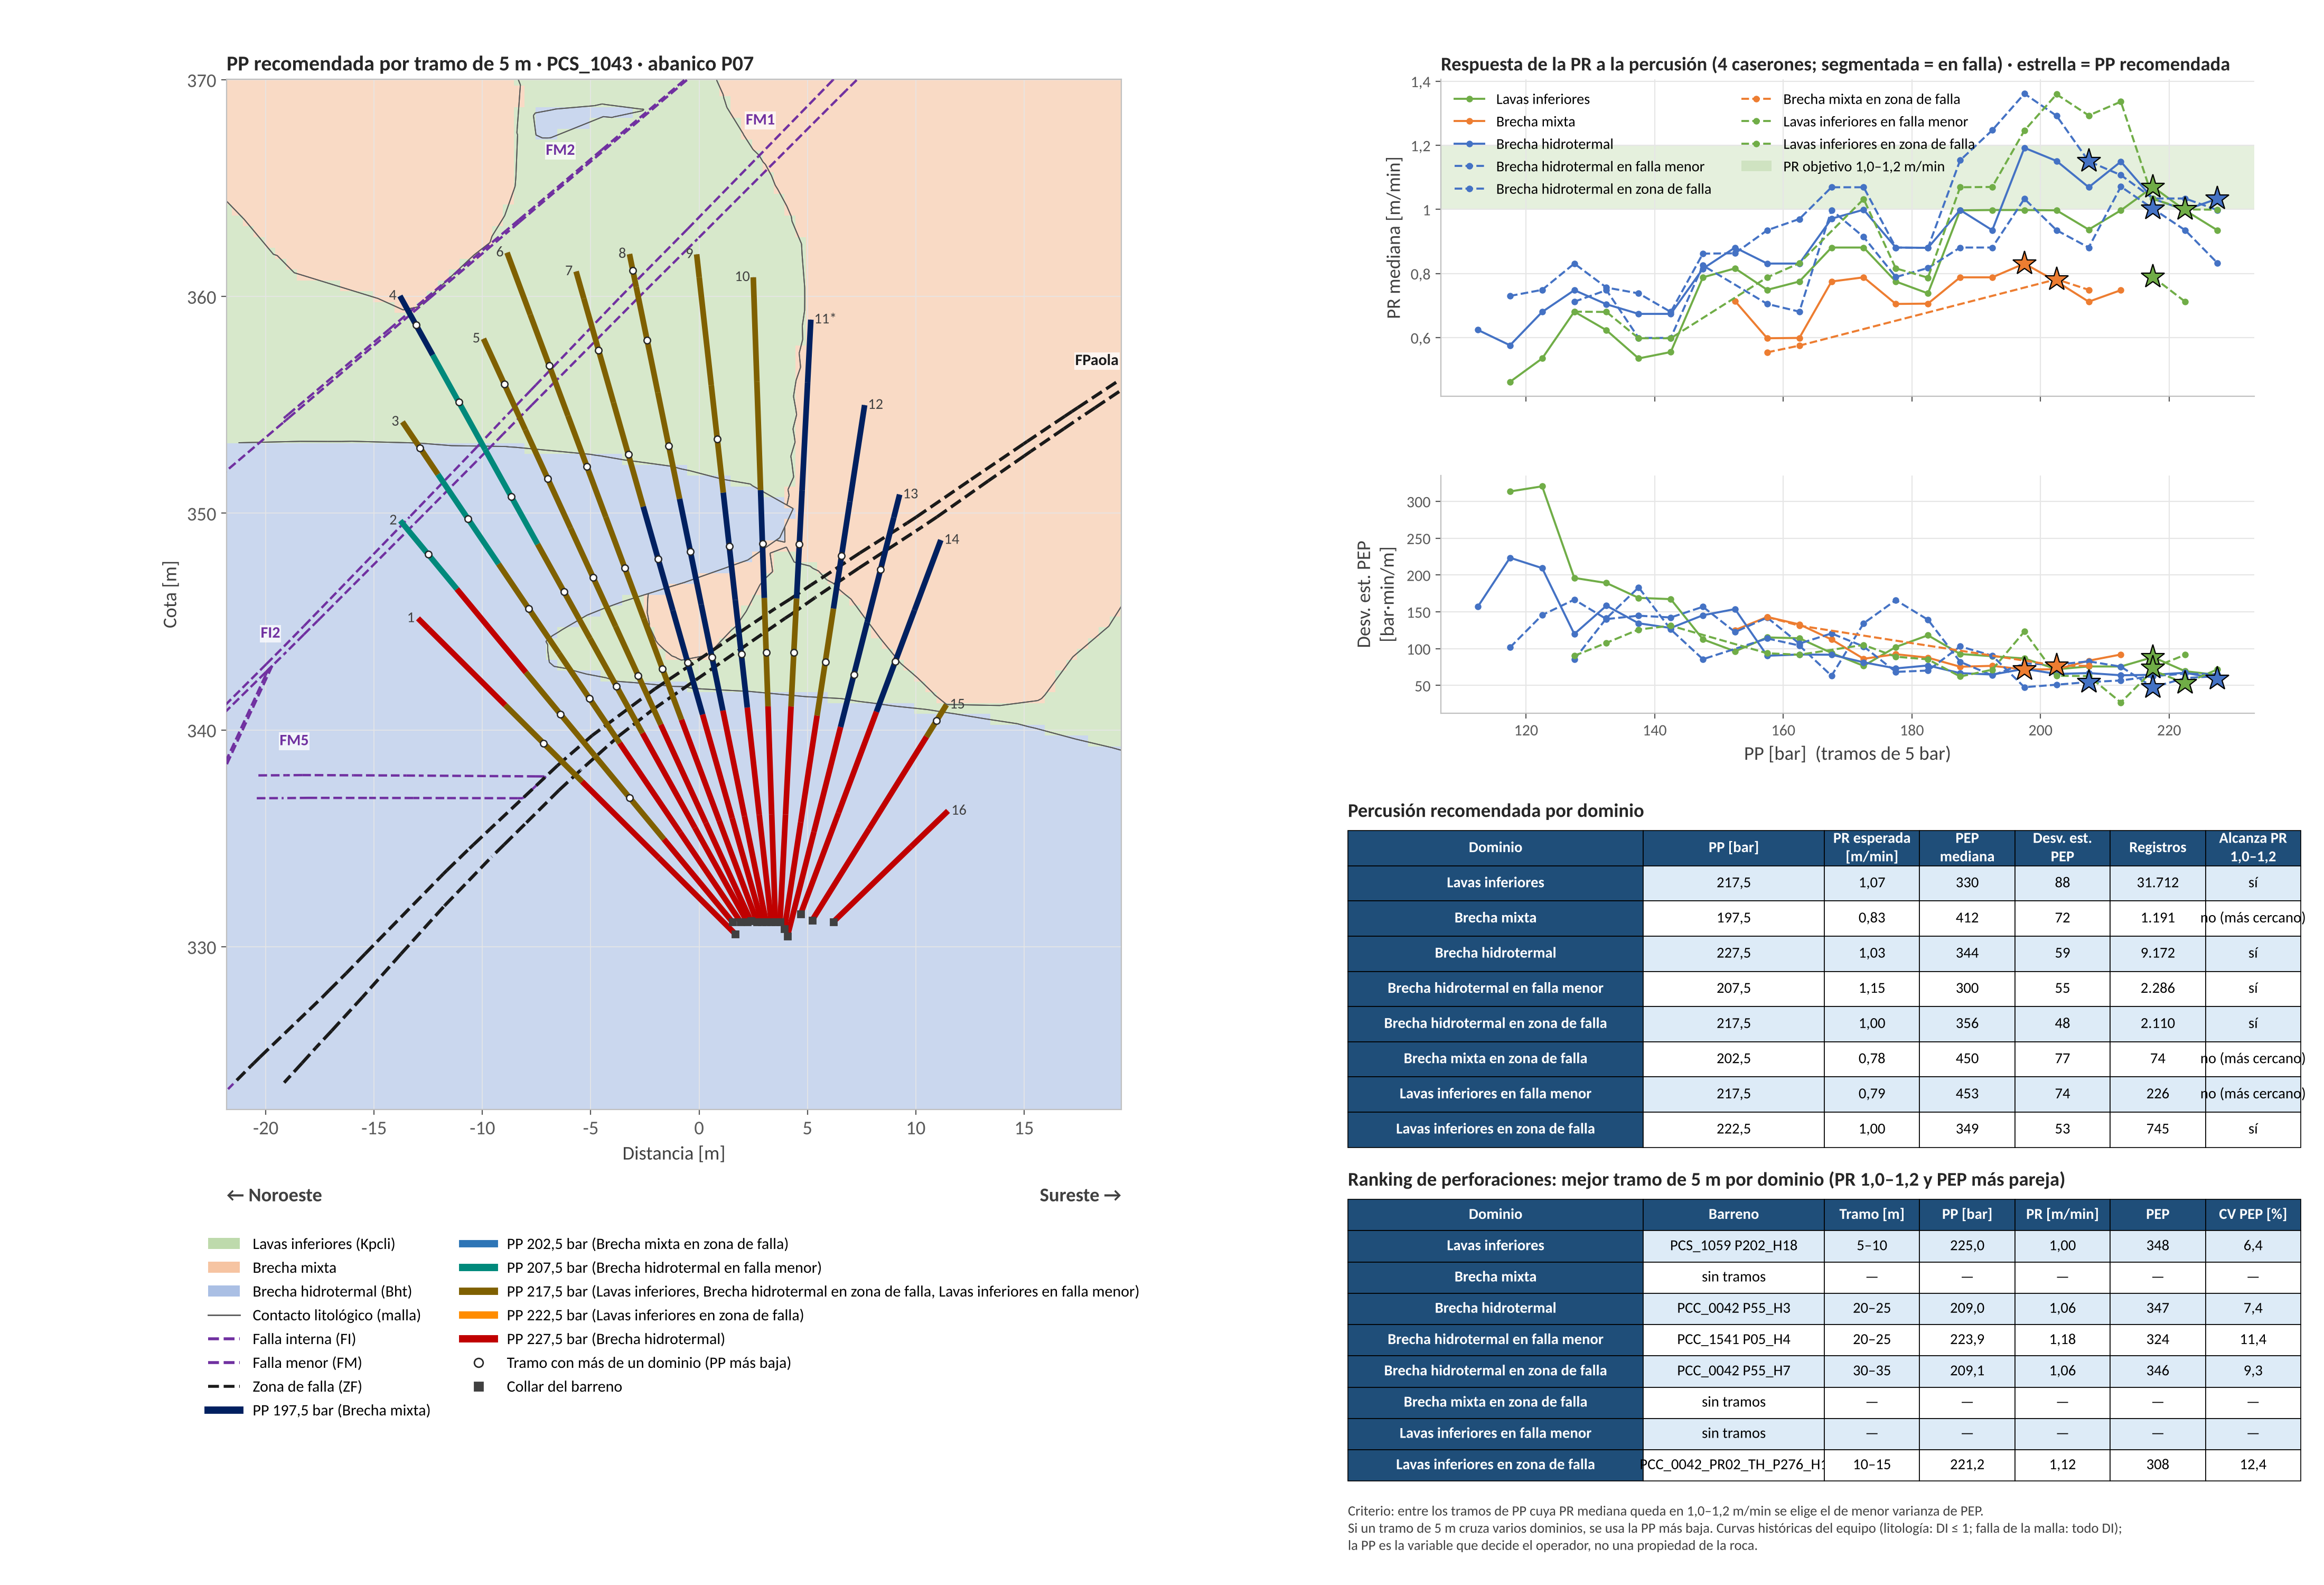 PP recomendada por tramo de 5 m · PCS_1043 · abanico P07
370
360
350
340
330
Cota [m]
FM2
FM1
FPaola
FI2
FM5
1
2
3
4
5
6
7
8
9
10
11*
12
13
14
15
16
-20
-15
-10
-5
0
5
10
15
Distancia [m]
← Noroeste
Sureste →
Lavas inferiores (Kpcli)
Brecha mixta
Brecha hidrotermal (Bht)
Contacto litológico (malla)
Falla interna (FI)
Falla menor (FM)
Zona de falla (ZF)
PP 197,5 bar (Brecha mixta)
PP 202,5 bar (Brecha mixta en zona de falla)
PP 207,5 bar (Brecha hidrotermal en falla menor)
PP 217,5 bar (Lavas inferiores, Brecha hidrotermal en zona de falla, Lavas inferiores en falla menor)
PP 222,5 bar (Lavas inferiores en zona de falla)
PP 227,5 bar (Brecha hidrotermal)
Tramo con más de un dominio (PP más baja)
Collar del barreno
Respuesta de la PR a la percusión (4 caserones; segmentada = en falla) · estrella = PP recomendada
1,4
1,2
1
0,8
0,6
PR mediana [m/min]
Lavas inferiores
Brecha mixta
Brecha hidrotermal
Brecha hidrotermal en falla menor
Brecha hidrotermal en zona de falla
Brecha mixta en zona de falla
Lavas inferiores en falla menor
Lavas inferiores en zona de falla
PR objetivo 1,0–1,2 m/min
300
250
200
150
100
50
Desv. est. PEP
[bar·min/m]
120
140
160
180
200
220
PP [bar] (tramos de 5 bar)
Percusión recomendada por dominio
Dominio PP [bar] PR esperada [m/min] PEP mediana Desv. est. PEP Registros Alcanza PR 1,0–1,2
Lavas inferiores 217,5 1,07 330 88 31.712 sí
Brecha mixta 197,5 0,83 412 72 1.191 no (más cercano)
Brecha hidrotermal 227,5 1,03 344 59 9.172 sí
Brecha hidrotermal en falla menor 207,5 1,15 300 55 2.286 sí
Brecha hidrotermal en zona de falla 217,5 1,00 356 48 2.110 sí
Brecha mixta en zona de falla 202,5 0,78 450 77 74 no (más cercano)
Lavas inferiores en falla menor 217,5 0,79 453 74 226 no (más cercano)
Lavas inferiores en zona de falla 222,5 1,00 349 53 745 sí
Ranking de perforaciones: mejor tramo de 5 m por dominio (PR 1,0–1,2 y PEP más pareja)
Dominio Barreno Tramo [m] PP [bar] PR [m/min] PEP CV PEP [%]
Lavas inferiores PCS_1059 P202_H18 5–10 225,0 1,00 348 6,4
Brecha mixta sin tramos — — — — —
Brecha hidrotermal PCC_0042 P55_H3 20–25 209,0 1,06 347 7,4
Brecha hidrotermal en falla menor PCC_1541 P05_H4 20–25 223,9 1,18 324 11,4
Brecha hidrotermal en zona de falla PCC_0042 P55_H7 30–35 209,1 1,06 346 9,3
Brecha mixta en zona de falla sin tramos — — — — —
Lavas inferiores en falla menor sin tramos — — — — —
Lavas inferiores en zona de falla PCC_0042_PR02_TH_P276_H1 10–15 221,2 1,12 308 12,4
Criterio: entre los tramos de PP cuya PR mediana queda en 1,0–1,2 m/min se elige el de menor varianza de PEP.
Si un tramo de 5 m cruza varios dominios, se usa la PP más baja. Curvas históricas del equipo (litología: DI ≤ 1; falla de la malla: todo DI);
la PP es la variable que decide el operador, no una propiedad de la roca.